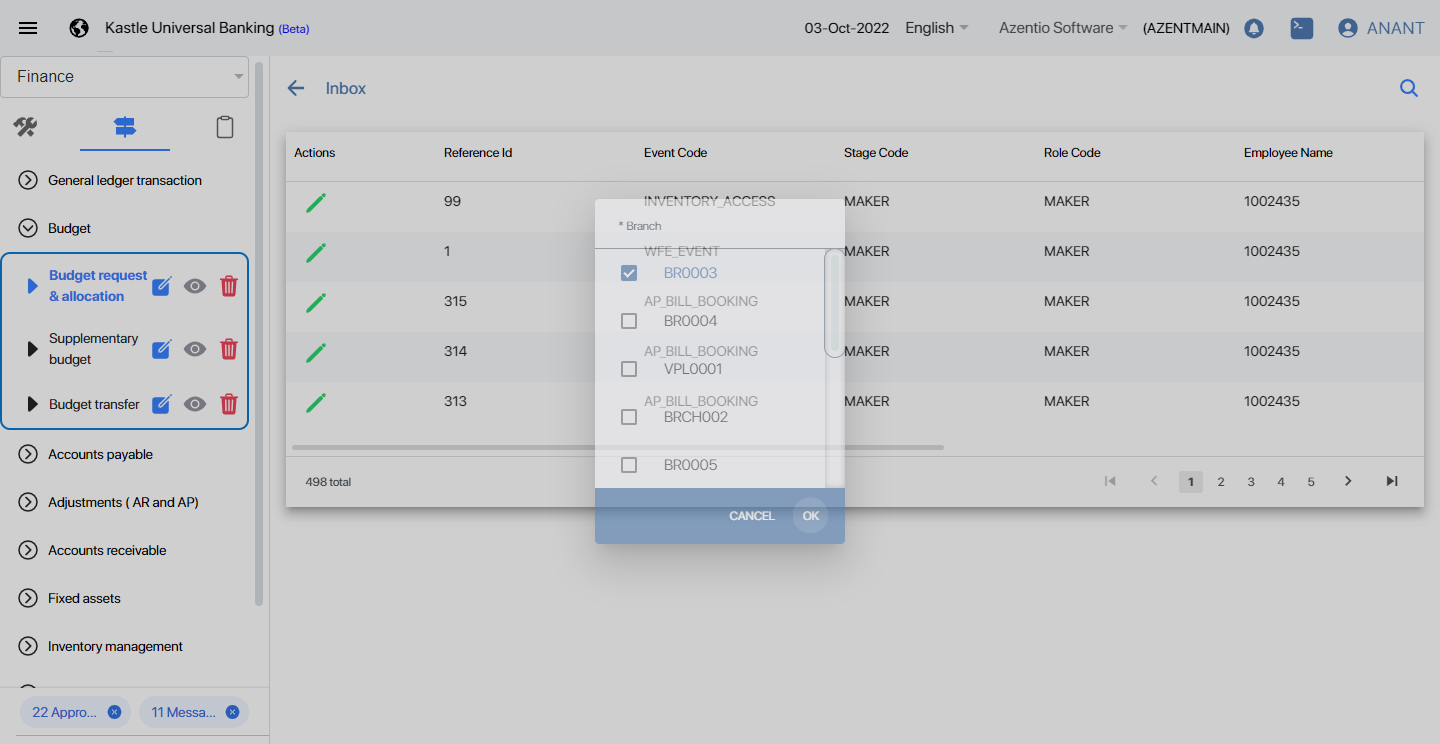 Kastle Universal Banking (Beta)
03-Oct-2022
English
Azentio Software
(AZENTMAIN)
ANANT
Finance
General ledger transaction
Budget
Budget request
& allocation
Supplementary
budget
Budget transfer
Accounts payable
Adjustments ( AR and AP)
Accounts receivable
Fixed assets
Inventory management
22 Appro...
11 Messa...
Inbox
Actions Reference Id Event Code Stage Code Role Code Employee Name
99 INVENTORY_ACCESS MAKER MAKER 1002435
1 WFE_EVENT MAKER MAKER 1002435
315 AP_BILL_BOOKING MAKER MAKER 1002435
314 AP_BILL_BOOKING MAKER MAKER 1002435
313 AP_BILL_BOOKING MAKER MAKER 1002435
498 total
1 2 3 4 5
* Branch
BR0003
BR0004
VPL0001
BRCH002
BR0005
CANCEL OK